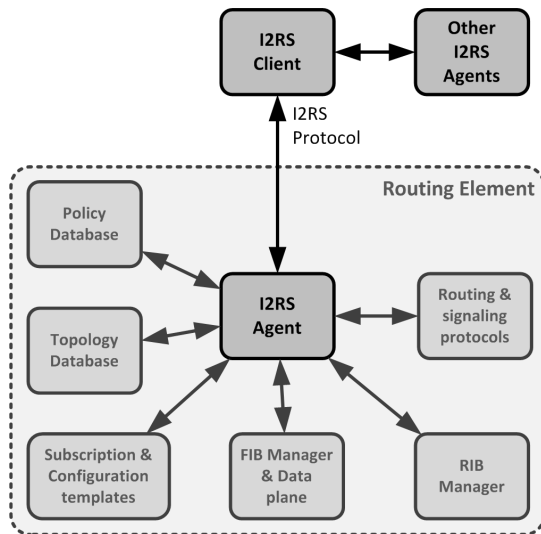 I2RS
Client
Other
I2RS
Agents
I2RS
Protocol
Routing Element
Policy
Database
I2RS
Agent
Routing &
signaling
protocols
Topology
Database
Subscription &
Configuration
templates
FIB Manager
& Data
plane
RIB
Manager